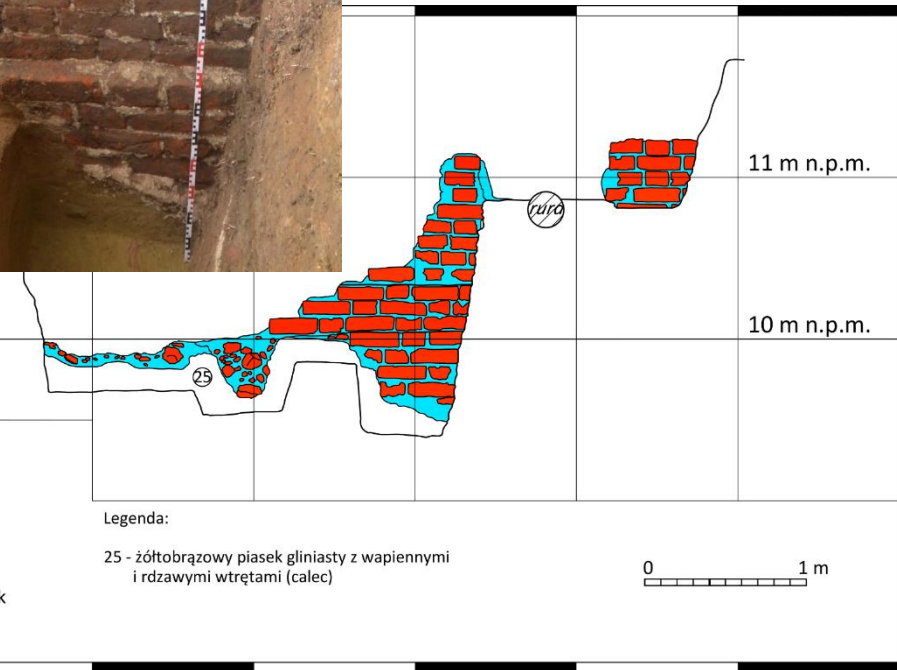 11 m n.p.m.
rura
10 m n.p.m.
25
Legenda:
25 - żółtobrązowy piasek gliniasty z wapiennymi
i rdzawymi wtrętami (calec)
0 1 m
k